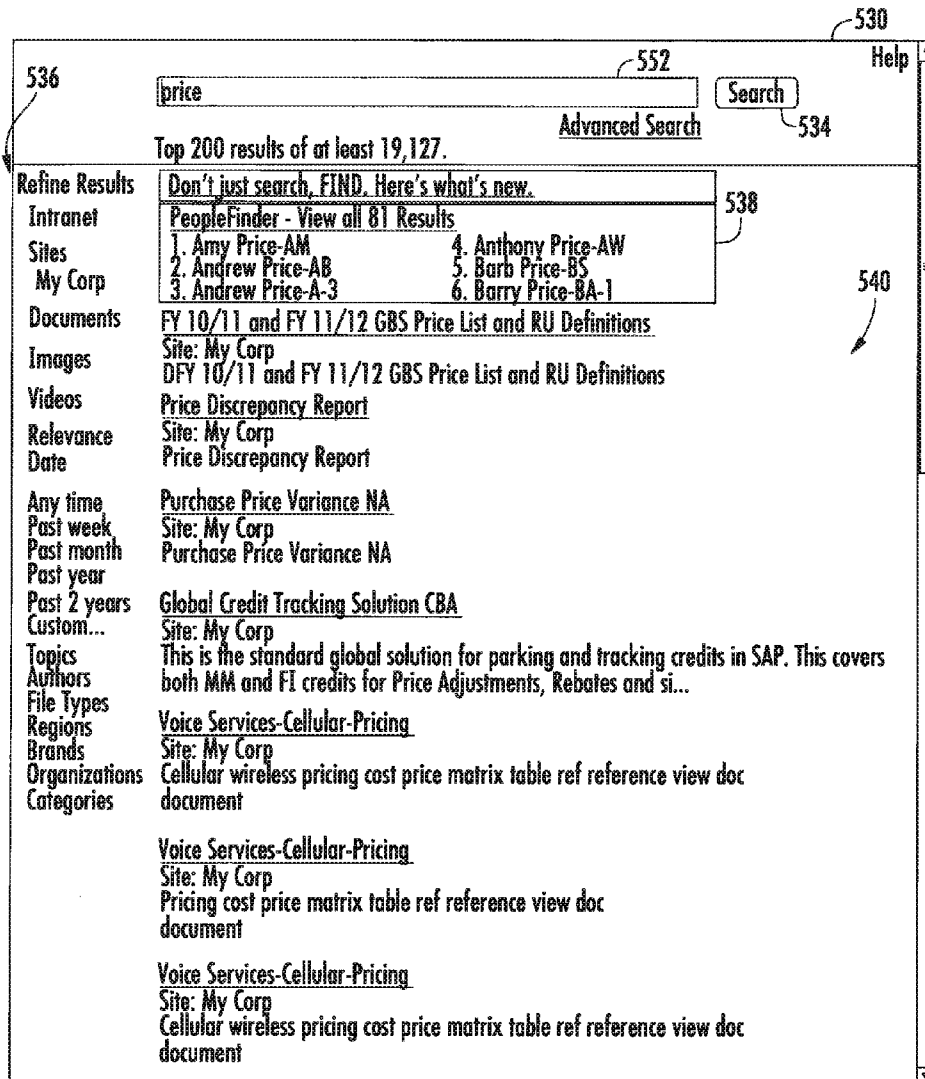 530
Help
536
552
price
Search
534
Advanced Search
Top 200 results of at least 19,127.
Refine Results
Intranet
Sites
My Corp
Documents
Images
Videos
Relevance
Date
Any time
Past week
Past month
Past year
Past 2 years
Custom...
Topics
Authors
File Types
Regions
Brands
Organizations
Categories
Don't just search, FIND. Here's what's new.
538
PeopleFinder - View all 81 Results
1. Amy Price-AM
2. Andrew Price-AB
3. Andrew Price-A-3
4. Anthony Price-AW
5. Barb Price-BS
6. Barry Price-BA-1
540
FY 10/11 and FY 11/12 GBS Price List and RU Definitions
Site: My Corp
DFY 10/11 and FY 11/12 GBS Price List and RU Definitions
Price Discrepancy Report
Site: My Corp
Price Discrepancy Report
Purchase Price Variance NA
Site: My Corp
Purchase Price Variance NA
Global Credit Tracking Solution CBA
Site: My Corp
This is the standard global solution for parking and tracking credits in SAP. This covers
both MM and FI credits for Price Adjustments, Rebates and si...
Voice Services-Cellular-Pricing
Site: My Corp
Cellular wireless pricing cost price matrix table ref reference view doc
document
Voice Services-Cellular-Pricing
Site: My Corp
Pricing cost price matrix table ref reference view doc
document
Voice Services-Cellular-Pricing
Site: My Corp
Cellular wireless pricing cost price matrix table ref reference view doc
document